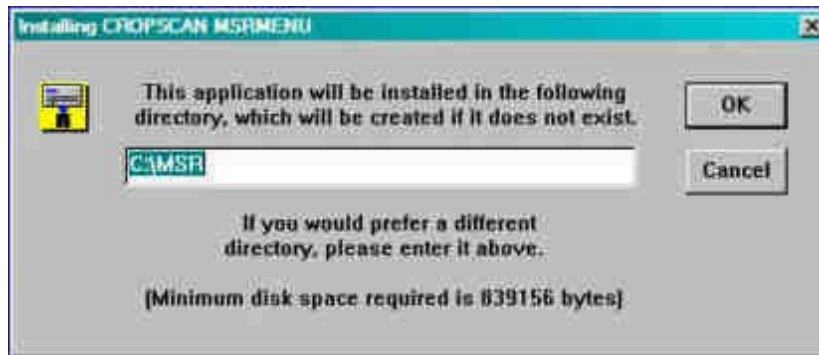 Installing CROPSCAN MSRMENU
This application will be installed in the following
directory, which will be created if it does not exist.
OK
C:\MSR
Cancel
If you would prefer a different
directory, please enter it above.
(Minimum disk space required is 839156 bytes)